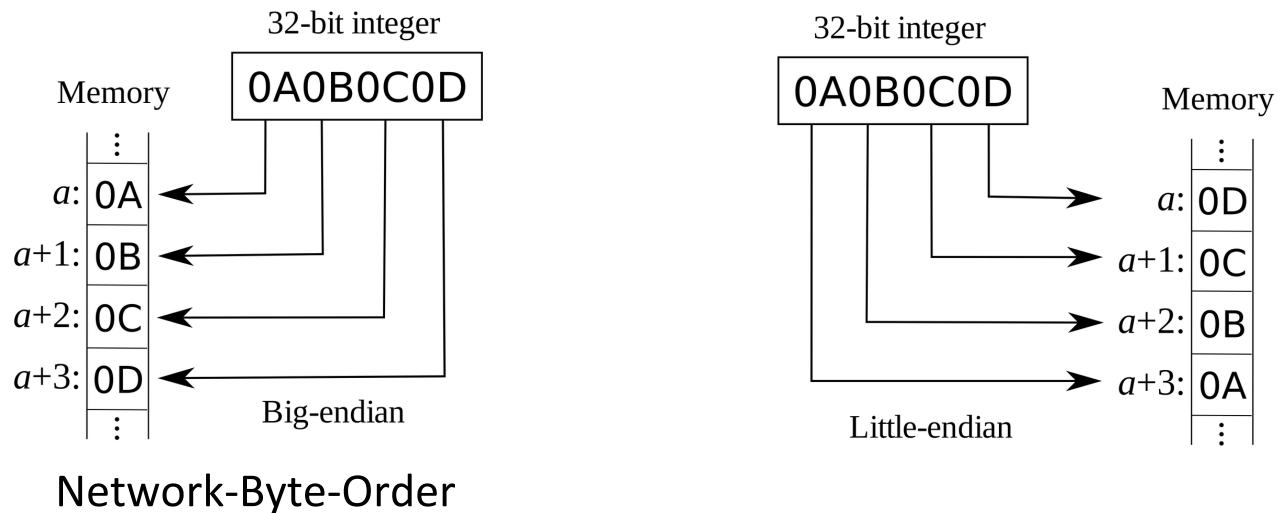 32-bit integer
0A0B0C0D
Memory
⋮
a: 0A
a+1: 0B
a+2: 0C
a+3: 0D
⋮
Big-endian
Network-Byte-Order
32-bit integer
0A0B0C0D
Memory
⋮
a: 0D
a+1: 0C
a+2: 0B
a+3: 0A
⋮
Little-endian